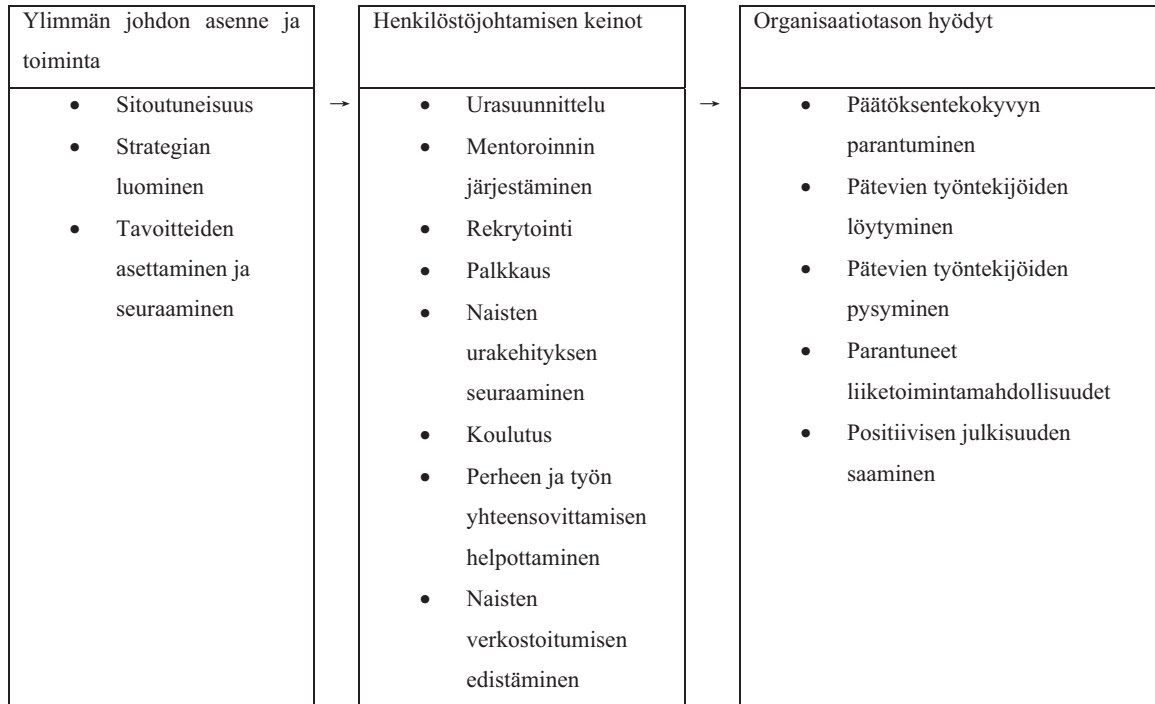 Ylimmän johdon asenne ja
toiminta
• Sitoutuneisuus
• Strategian
luominen
• Tavoitteiden
asettaminen ja
seuraaminen
→
Henkilöstöjohtamisen keinot
• Urasuunnittelu
• Mentoroinnin
järjestäminen
• Rekrytointi
• Palkkaus
• Naisten
urakehityksen
seuraaminen
• Koulutus
• Perheen ja työn
yhteensovittamisen
helpottaminen
• Naisten
verkostoitumisen
edistäminen
→
Organisaatiotason hyödyt
• Päätöksentekokyvyn
parantuminen
• Pätevien työntekijöiden
löytyminen
• Pätevien työntekijöiden
pysyminen
• Parantuneet
liiketoimintamahdollisuudet
• Positiivisen julkisuuden
saaminen